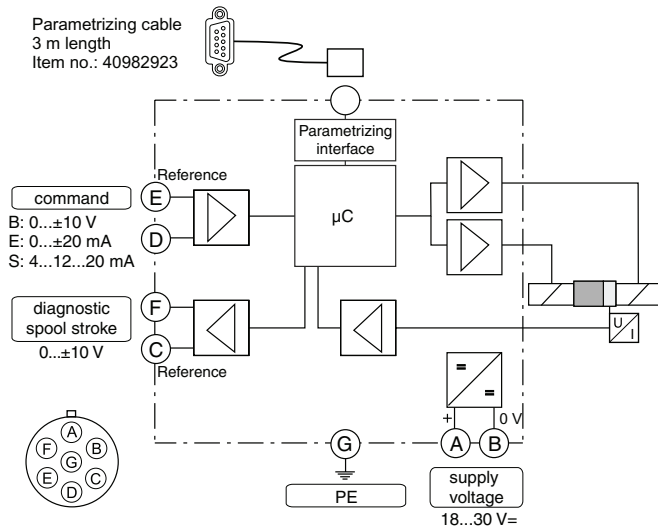 Parametrizing cable
3 m length
Item no.: 40982923
Parametrizing
interface
Reference
command
E
B: 0...±10 V
E: 0...±20 mA
S: 4...12...20 mA
D
µC
diagnostic
spool stroke
0...±10 V
F
C
Reference
U
I
=
=
+
0 V
G
A
B
PE
supply
voltage
18...30 V=
A
F
B
G
E
C
D